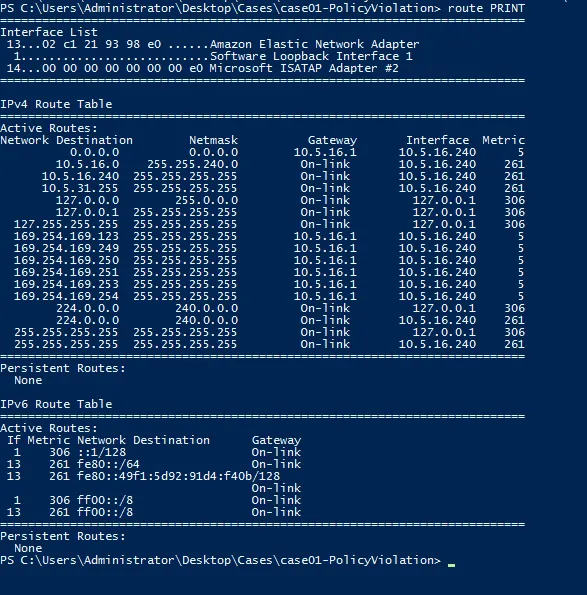 PS C:\Users\Administrator\Desktop\Cases\case01-PolicyViolation> route PRINT
===========================================================================
Interface List
 13...02 c1 21 93 98 e0 ......Amazon Elastic Network Adapter
  1...........................Software Loopback Interface 1
 14...00 00 00 00 00 00 00 e0 Microsoft ISATAP Adapter #2
===========================================================================
IPv4 Route Table
===========================================================================
Active Routes:
Network Destination        Netmask          Gateway       Interface  Metric
          0.0.0.0          0.0.0.0        10.5.16.1      10.5.16.240      5
        10.5.16.0    255.255.240.0         On-link       10.5.16.240    261
      10.5.16.240  255.255.255.255         On-link       10.5.16.240    261
      10.5.31.255  255.255.255.255         On-link       10.5.16.240    261
        127.0.0.0        255.0.0.0         On-link         127.0.0.1    306
        127.0.0.1  255.255.255.255         On-link         127.0.0.1    306
  127.255.255.255  255.255.255.255         On-link         127.0.0.1    306
  169.254.169.123  255.255.255.255        10.5.16.1      10.5.16.240      5
  169.254.169.249  255.255.255.255        10.5.16.1      10.5.16.240      5
  169.254.169.250  255.255.255.255        10.5.16.1      10.5.16.240      5
  169.254.169.251  255.255.255.255        10.5.16.1      10.5.16.240      5
  169.254.169.253  255.255.255.255        10.5.16.1      10.5.16.240      5
  169.254.169.254  255.255.255.255        10.5.16.1      10.5.16.240      5
        224.0.0.0        240.0.0.0         On-link         127.0.0.1    306
        224.0.0.0        240.0.0.0         On-link       10.5.16.240    261
  255.255.255.255  255.255.255.255         On-link         127.0.0.1    306
  255.255.255.255  255.255.255.255         On-link       10.5.16.240    261
===========================================================================
Persistent Routes:
  None
IPv6 Route Table
===========================================================================
Active Routes:
 If Metric Network Destination      Gateway
  1    306 ::1/128                  On-link
 13    261 fe80::/64                On-link
 13    261 fe80::49f1:5d92:91d4:f40b/128
                                    On-link
  1    306 ff00::/8                 On-link
 13    261 ff00::/8                 On-link
===========================================================================
Persistent Routes:
  None
PS C:\Users\Administrator\Desktop\Cases\case01-PolicyViolation> _